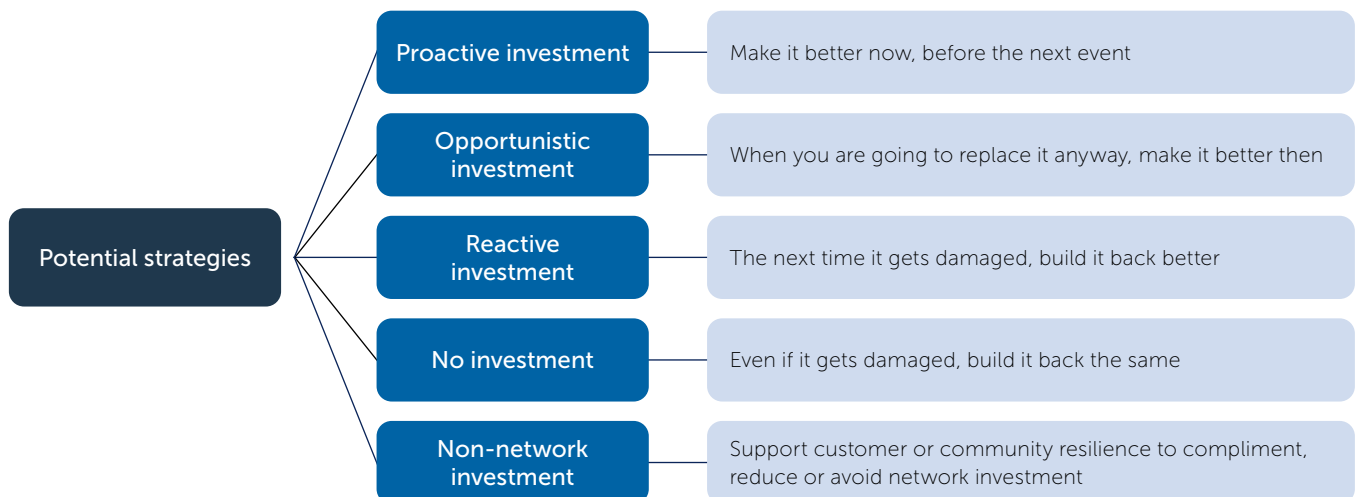 Proactive investment
Make it better now, before the next event
Opportunistic
investment
When you are going to replace it anyway, make it better then
Potential strategies
Reactive
investment
The next time it gets damaged, build it back better
No investment
Even if it gets damaged, build it back the same
Non-network
investment
Support customer or community resilience to compliment,
reduce or avoid network investment